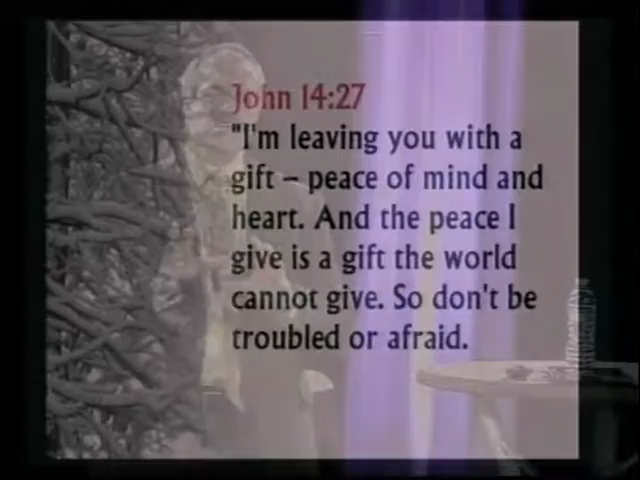 John 14:27
"I'm leaving you with a
gift – peace of mind and
heart. And the peace I
give is a gift the world
cannot give. So don't be
troubled or afraid.